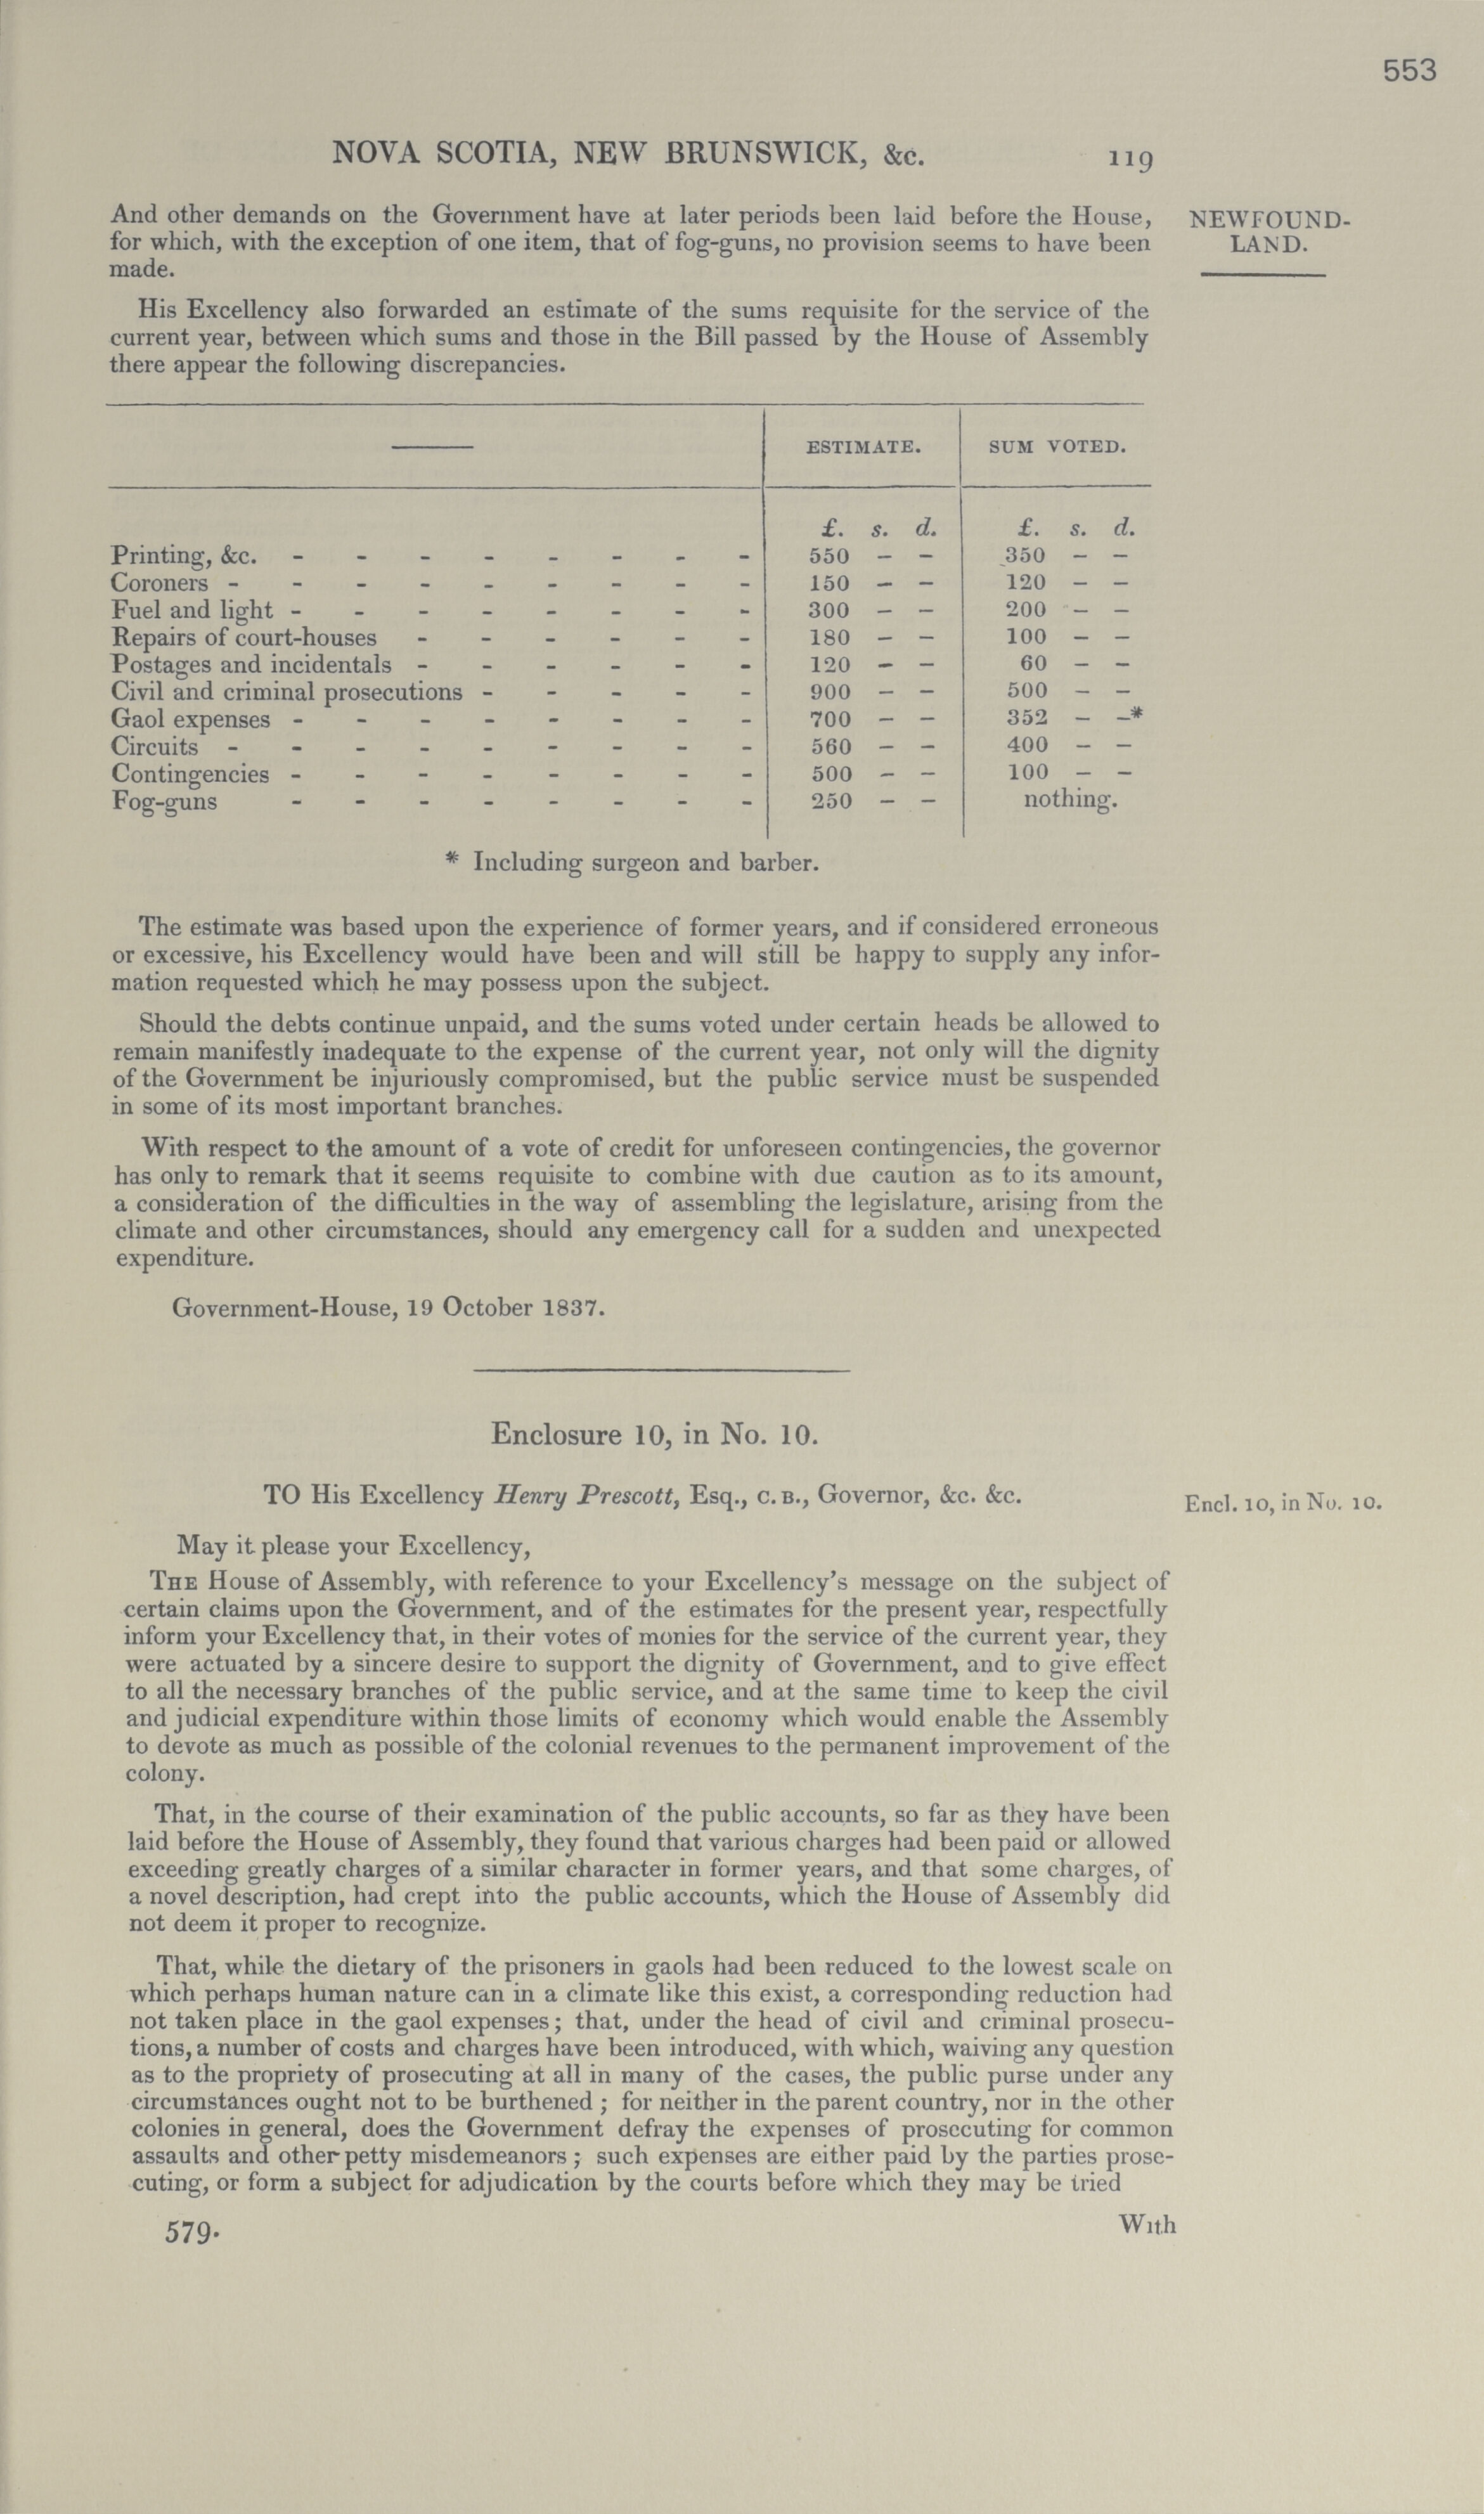 553
NOVA SCOTIA, NEW BRUNSWICK, &c. 119
And other demands on the Government have at later periods been laid before the House,
for which, with the exception of one item, that of fog-guns, no provision seems to have been
made.
NEWFOUND-
LAND.
His Excellency also forwarded an estimate of the sums requisite for the service of the
current year, between which sums and those in the Bill passed by the House of Assembly
there appear the following discrepancies.
ESTIMATE. SUM VOTED.
£. s. d. £. s. d.
Printing, &c. - - - - - - - - 550 – – 350 – –
Coroners - - - - - - - - - 150 – – 120 – –
Fuel and light - - - - - - - - 300 – – 200 – –
Repairs of court-houses - - - - - - 180 – – 100 – –
Postages and incidentals - - - - - - 120 – – 60 – –
Civil and criminal prosecutions - - - - - 900 – – 500 – –
Gaol expenses - - - - - - - - 700 – – 352 – –*
Circuits - - - - - - - - - 560 – – 400 – –
Contingencies - - - - - - - - 500 – – 100 – –
Fog-guns - - - - - - - - 250 – – nothing.
* Including surgeon and barber.
The estimate was based upon the experience of former years, and if considered erroneous
or excessive, his Excellency would have been and will still be happy to supply any infor-
mation requested which he may possess upon the subject.
Should the debts continue unpaid, and the sums voted under certain heads be allowed to
remain manifestly inadequate to the expense of the current year, not only will the dignity
of the Government be injuriously compromised, but the public service must be suspended
in some of its most important branches.
With respect to the amount of a vote of credit for unforeseen contingencies, the governor
has only to remark that it seems requisite to combine with due caution as to its amount,
a consideration of the difficulties in the way of assembling the legislature, arising from the
climate and other circumstances, should any emergency call for a sudden and unexpected
expenditure.
Government-House, 19 October 1837.
Enclosure 10, in No. 10.
TO His Excellency Henry Prescott, Esq., C. B., Governor, &c. &c.
Encl. 10, in No. 10.
May it please your Excellency,
THE House of Assembly, with reference to your Excellency's message on the subject of
certain claims upon the Government, and of the estimates for the present year, respectfully
inform your Excellency that, in their votes of monies for the service of the current year, they
were actuated by a sincere desire to support the dignity of Government, and to give effect
to all the necessary branches of the public service, and at the same time to keep the civil
and judicial expenditure within those limits of economy which would enable the Assembly
to devote as much as possible of the colonial revenues to the permanent improvement of the
colony.
That, in the course of their examination of the public accounts, so far as they have been
laid before the House of Assembly, they found that various charges had been paid or allowed
exceeding greatly charges of a similar character in former years, and that some charges, of
a novel description, had crept into the public accounts, which the House of Assembly did
not deem it proper to recognize.
That, while the dietary of the prisoners in gaols had been reduced to the lowest scale on
which perhaps human nature can in a climate like this exist, a corresponding reduction had
not taken place in the gaol expenses; that, under the head of civil and criminal prosecu-
tions, a number of costs and charges have been introduced, with which, waiving any question
as to the propriety of prosecuting at all in many of the cases, the public purse under any
circumstances ought not to be burthened; for neither in the parent country, nor in the other
colonies in general, does the Government defray the expenses of prosecuting for common
assaults and other petty misdemeanors; such expenses are either paid by the parties prose-
cuting, or form a subject for adjudication by the courts before which they may be tried
579. With